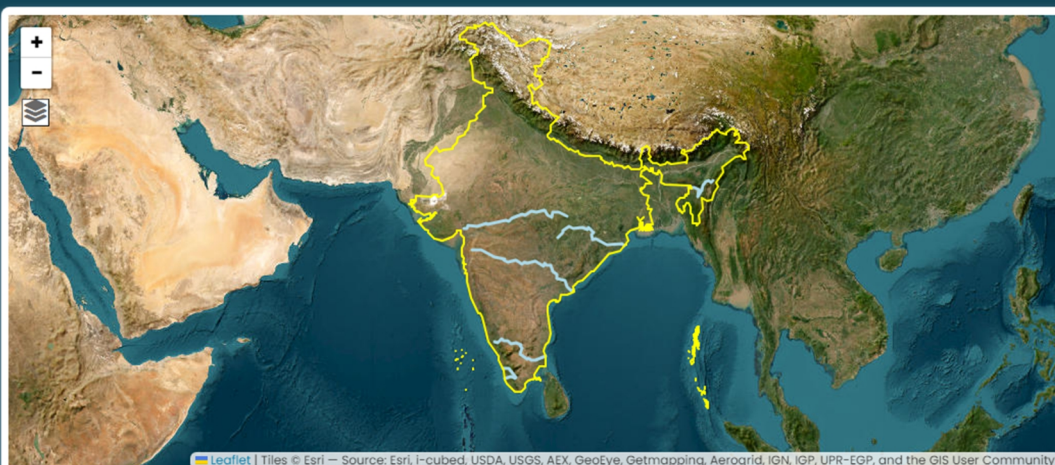 +
−
Leaflet | Tiles © Esri — Source: Esri, i-cubed, USDA, USGS, AEX, GeoEye, Getmapping, Aerogrid, IGN, IGP, UPR-EGP, and the GIS User Community